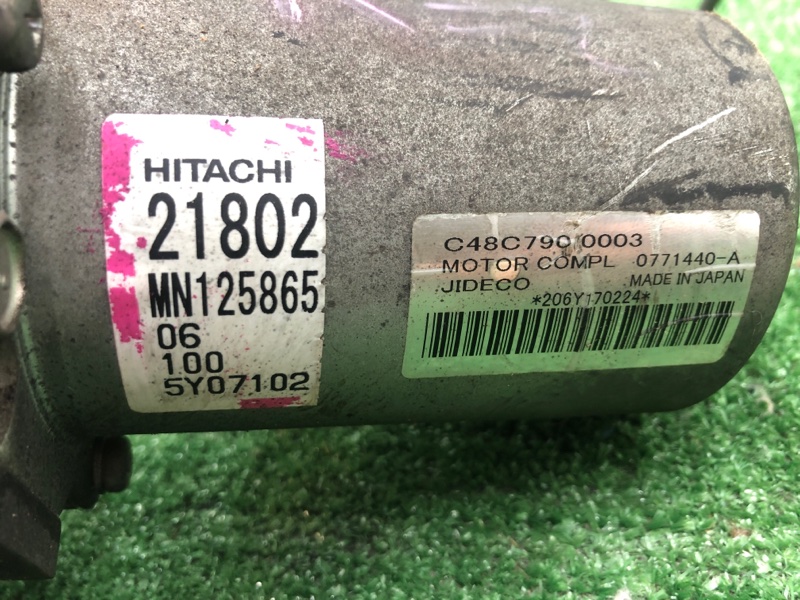 HITACHI
21802
MN125865
06
100
5Y07102
C48C790 0003
MOTOR COMPL 0771440-A
JIDECO MADE IN JAPAN
*206Y170224*